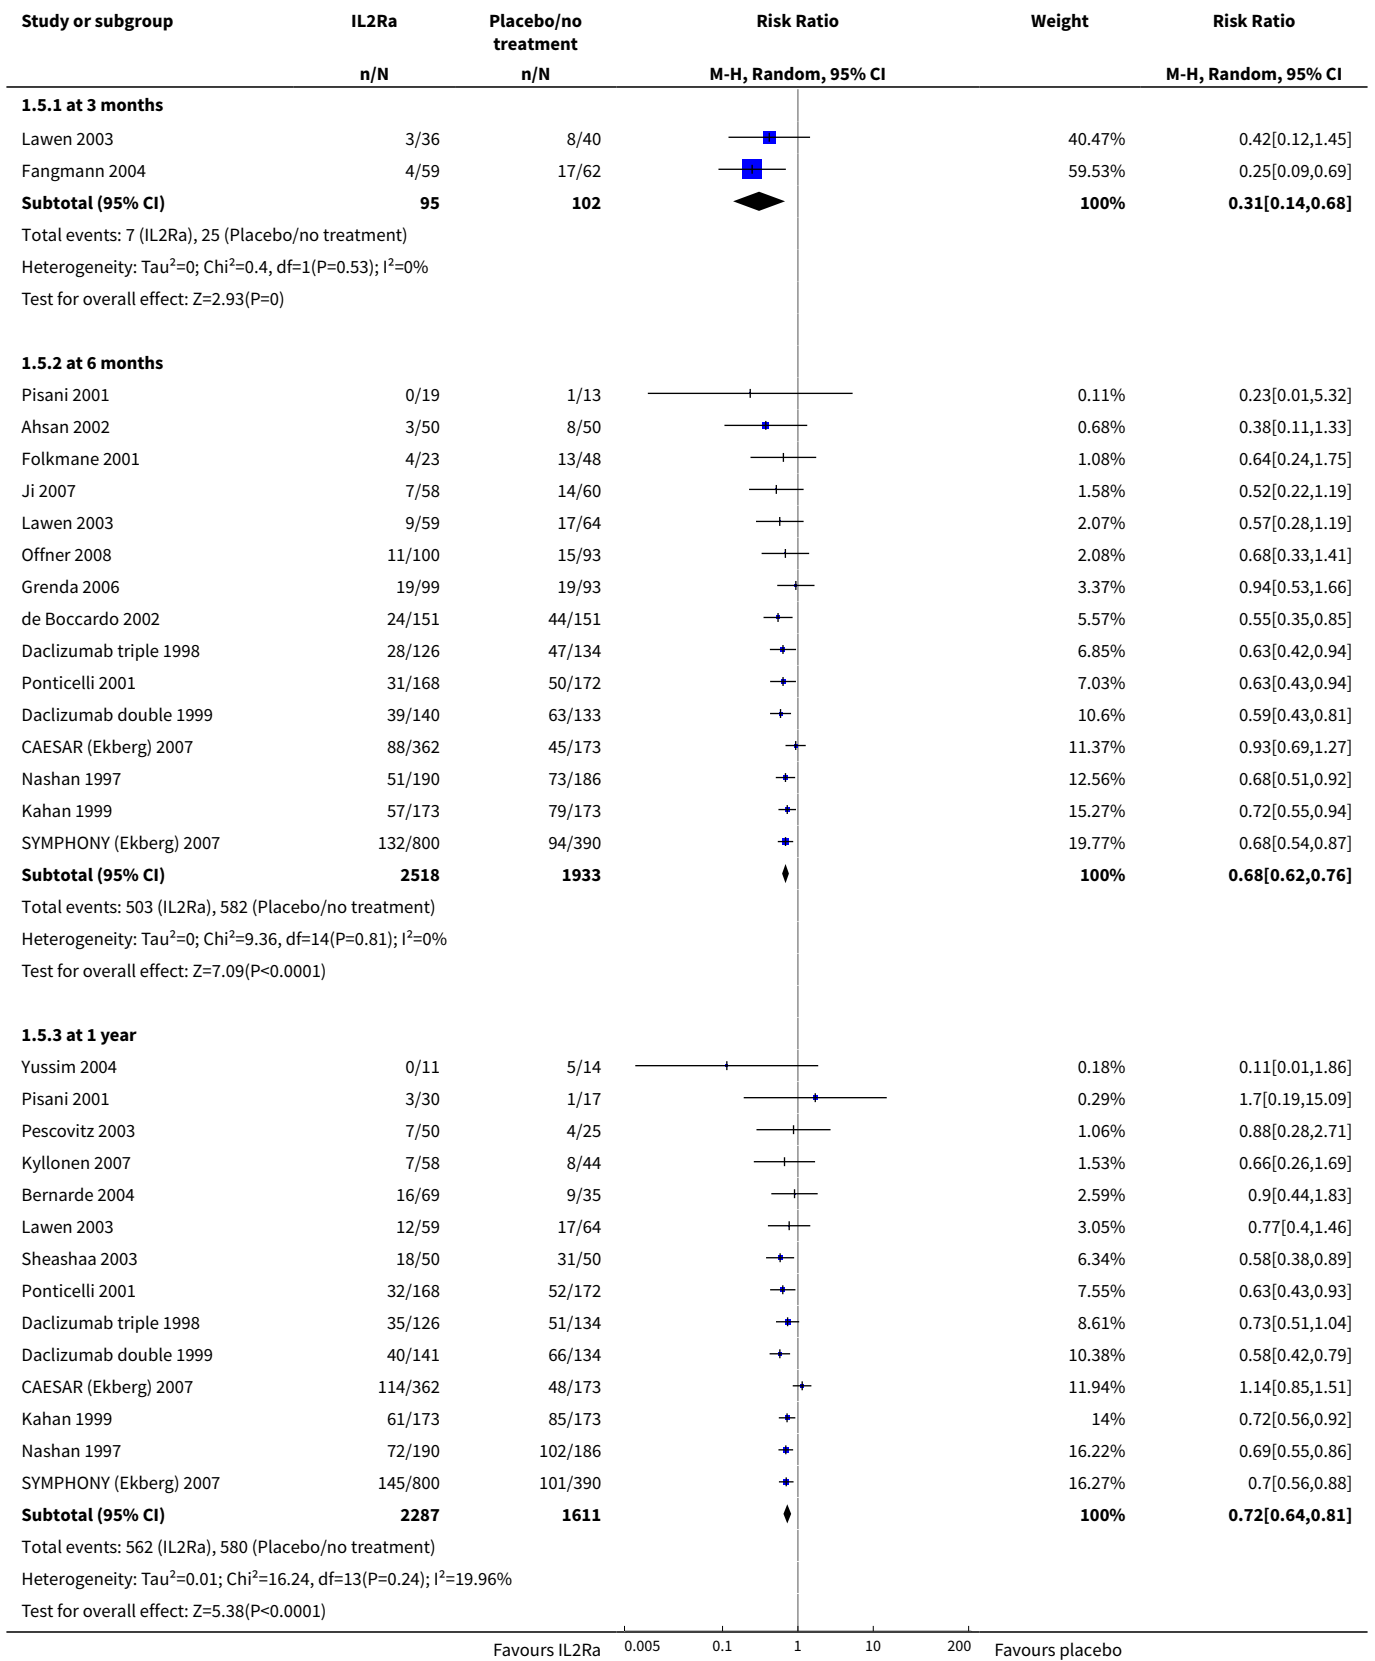 Study or subgroup IL2Ra Placebo/no treatment Risk Ratio Weight Risk Ratio
n/N n/N M-H, Random, 95% CI M-H, Random, 95% CI
1.5.1 at 3 months
Lawen 2003 3/36 8/40 40.47% 0.42[0.12,1.45]
Fangmann 2004 4/59 17/62 59.53% 0.25[0.09,0.69]
Subtotal (95% CI) 95 102 100% 0.31[0.14,0.68]
Total events: 7 (IL2Ra), 25 (Placebo/no treatment)
Heterogeneity: Tau²=0; Chi²=0.4, df=1(P=0.53); I²=0%
Test for overall effect: Z=2.93(P=0)
1.5.2 at 6 months
Pisani 2001 0/19 1/13 0.11% 0.23[0.01,5.32]
Ahsan 2002 3/50 8/50 0.68% 0.38[0.11,1.33]
Folkmane 2001 4/23 13/48 1.08% 0.64[0.24,1.75]
Ji 2007 7/58 14/60 1.58% 0.52[0.22,1.19]
Lawen 2003 9/59 17/64 2.07% 0.57[0.28,1.19]
Offner 2008 11/100 15/93 2.08% 0.68[0.33,1.41]
Grenda 2006 19/99 19/93 3.37% 0.94[0.53,1.66]
de Boccardo 2002 24/151 44/151 5.57% 0.55[0.35,0.85]
Daclizumab triple 1998 28/126 47/134 6.85% 0.63[0.42,0.94]
Ponticelli 2001 31/168 50/172 7.03% 0.63[0.43,0.94]
Daclizumab double 1999 39/140 63/133 10.6% 0.59[0.43,0.81]
CAESAR (Ekberg) 2007 88/362 45/173 11.37% 0.93[0.69,1.27]
Nashan 1997 51/190 73/186 12.56% 0.68[0.51,0.92]
Kahan 1999 57/173 79/173 15.27% 0.72[0.55,0.94]
SYMPHONY (Ekberg) 2007 132/800 94/390 19.77% 0.68[0.54,0.87]
Subtotal (95% CI) 2518 1933 100% 0.68[0.62,0.76]
Total events: 503 (IL2Ra), 582 (Placebo/no treatment)
Heterogeneity: Tau²=0; Chi²=9.36, df=14(P=0.81); I²=0%
Test for overall effect: Z=7.09(P<0.0001)
1.5.3 at 1 year
Yussim 2004 0/11 5/14 0.18% 0.11[0.01,1.86]
Pisani 2001 3/30 1/17 0.29% 1.7[0.19,15.09]
Pescovitz 2003 7/50 4/25 1.06% 0.88[0.28,2.71]
Kyllonen 2007 7/58 8/44 1.53% 0.66[0.26,1.69]
Bernarde 2004 16/69 9/35 2.59% 0.9[0.44,1.83]
Lawen 2003 12/59 17/64 3.05% 0.77[0.4,1.46]
Sheashaa 2003 18/50 31/50 6.34% 0.58[0.38,0.89]
Ponticelli 2001 32/168 52/172 7.55% 0.63[0.43,0.93]
Daclizumab triple 1998 35/126 51/134 8.61% 0.73[0.51,1.04]
Daclizumab double 1999 40/141 66/134 10.38% 0.58[0.42,0.79]
CAESAR (Ekberg) 2007 114/362 48/173 11.94% 1.14[0.85,1.51]
Kahan 1999 61/173 85/173 14% 0.72[0.56,0.92]
Nashan 1997 72/190 102/186 16.22% 0.69[0.55,0.86]
SYMPHONY (Ekberg) 2007 145/800 101/390 16.27% 0.7[0.56,0.88]
Subtotal (95% CI) 2287 1611 100% 0.72[0.64,0.81]
Total events: 562 (IL2Ra), 580 (Placebo/no treatment)
Heterogeneity: Tau²=0.01; Chi²=16.24, df=13(P=0.24); I²=19.96%
Test for overall effect: Z=5.38(P<0.0001)
Favours IL2Ra 0.005 0.1 1 10 200 Favours placebo